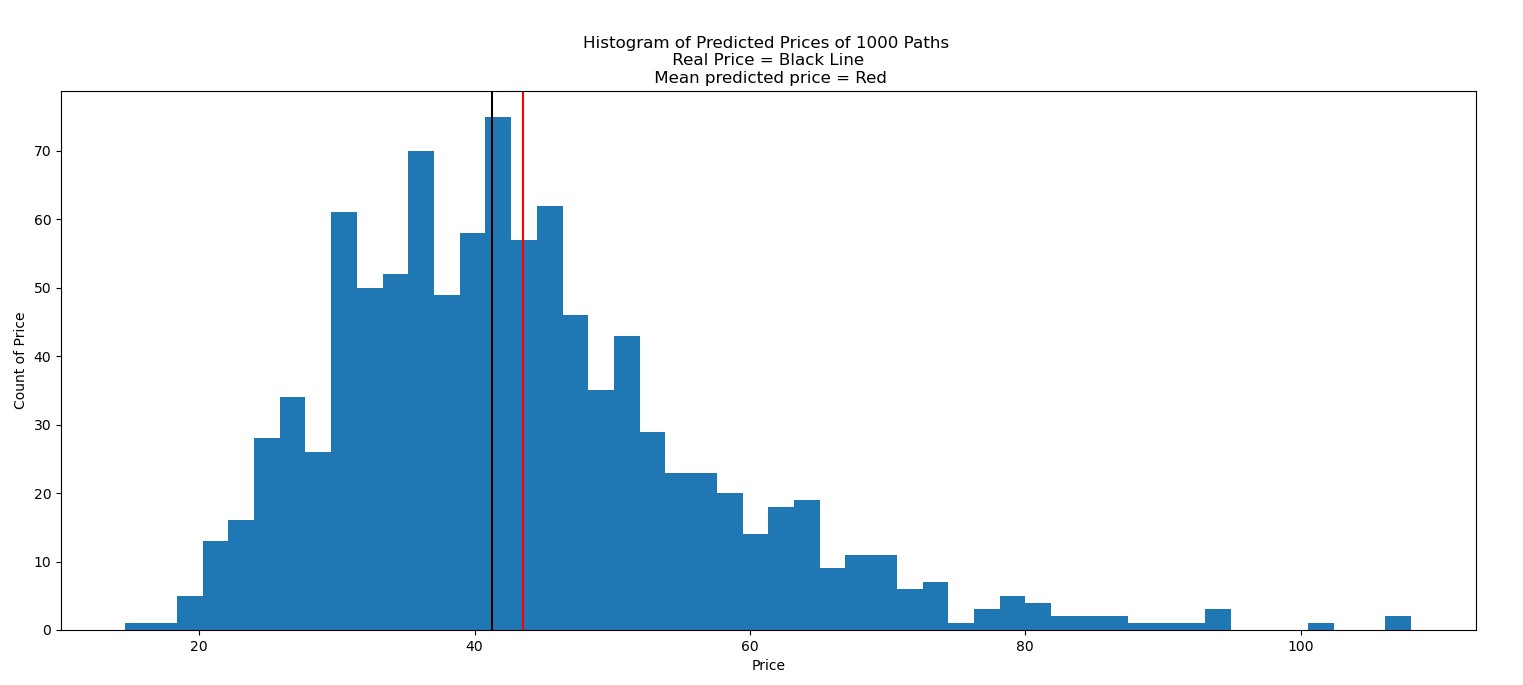 Histogram of Predicted Prices of 1000 Paths
Real Price = Black Line
Mean predicted price = Red
Count of Price
70
60
50
40
30
20
10
0
20
40
60
80
100
Price